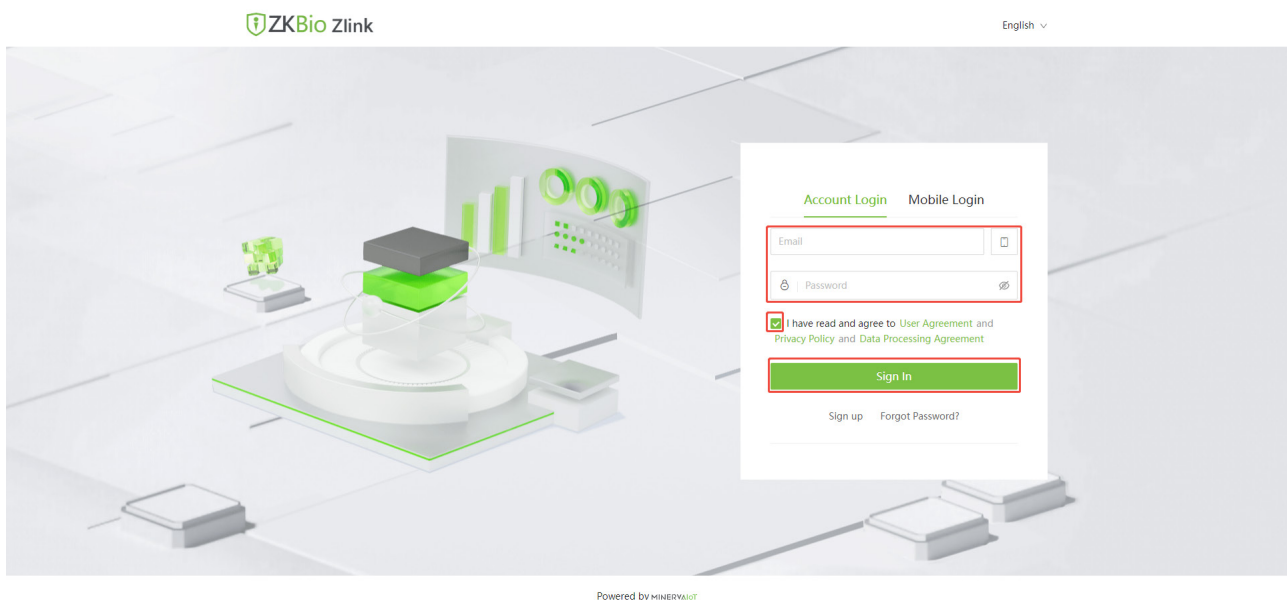 ZKBio Zlink
English
Account Login Mobile Login
Email
Password
I have read and agree to User Agreement and
Privacy Policy and Data Processing Agreement
Sign In
Sign up Forgot Password?
Powered by MINERVAIoT